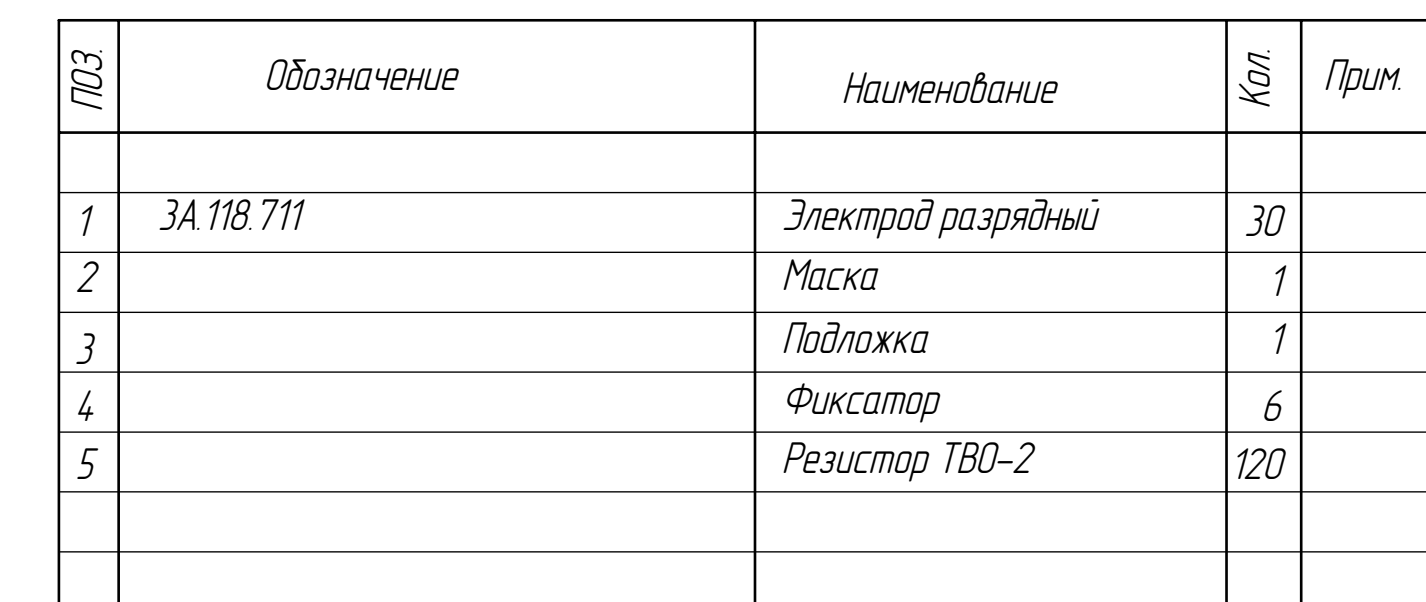 ПОЗ. Обозначение Наименование Кол. Прим.
1 3А.118.711 Электрод разрядный 30
2 Маска 1
3 Подложка 1
4 Фиксатор 6
5 Резистор ТВО-2 120